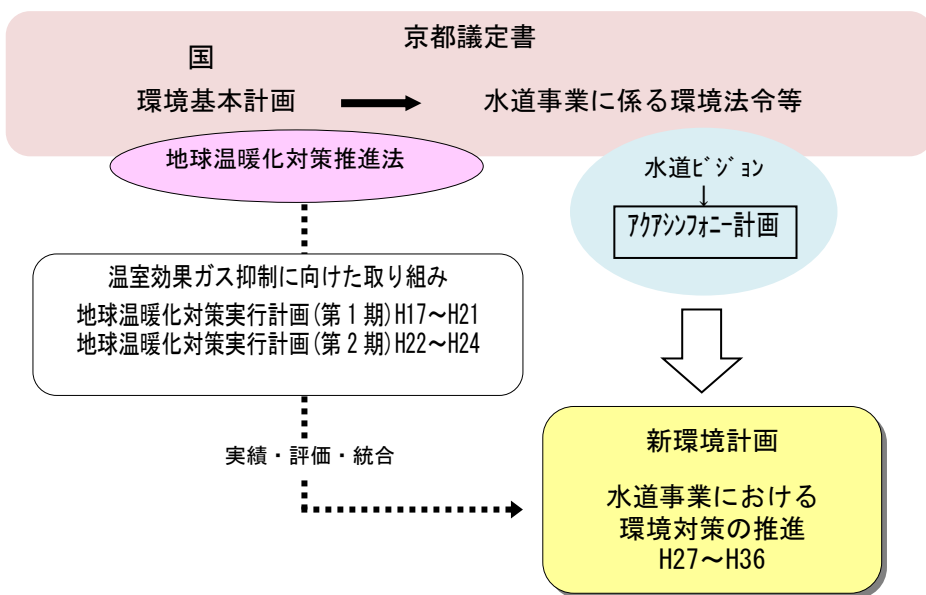 京都議定書
国
環境基本計画
水道事業に係る環境法令等
地球温暖化対策推進法
水道ﾋﾞｼﾞｮﾝ
↓
ｱｸｱｼﾝﾌｫﾆｰ計画
温室効果ガス抑制に向けた取り組み
地球温暖化対策実行計画(第1期)H17～H21
地球温暖化対策実行計画(第2期)H22～H24
実績・評価・統合
新環境計画
水道事業における
環境対策の推進
H27～H36